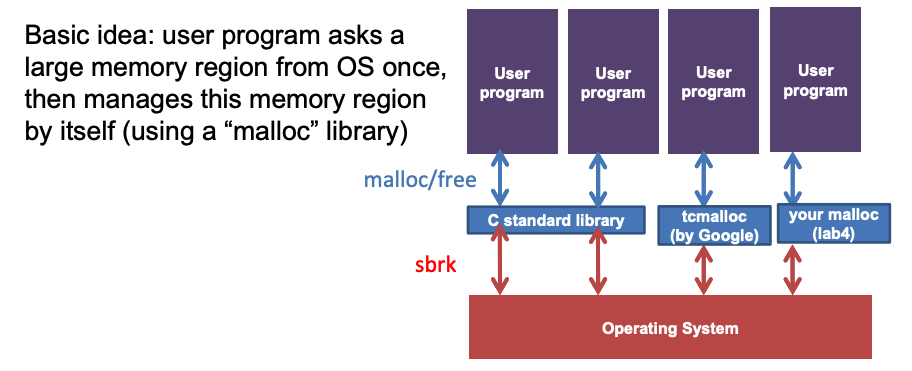 Basic idea: user program asks a
large memory region from OS once,
then manages this memory region
by itself (using a “malloc” library)
User
program
User
program
User
program
User
program
malloc/free
C standard library
tcmalloc
(by Google)
your malloc
(lab4)
sbrk
Operating System